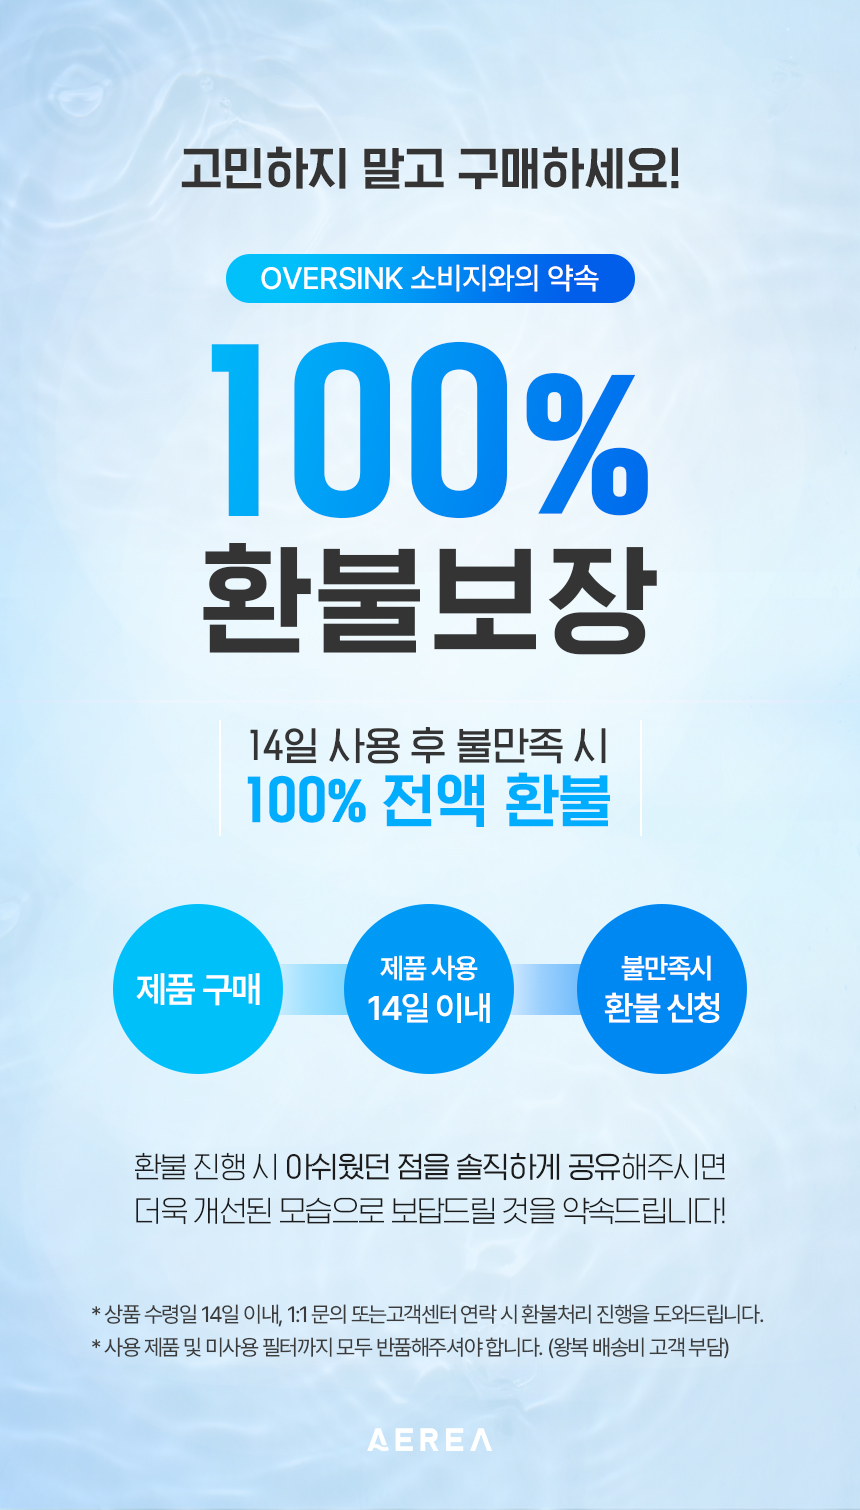 고민하지 말고 구매하세요!
OVERSINK 소비지와의 약속
100%
환불보장
14일 사용 후 불만족 시
100% 전액 환불
제품 구매
제품 사용
14일 이내
불만족시
환불 신청
환불 진행 시 아쉬웠던 점을 솔직하게 공유해주시면
더욱 개선된 모습으로 보답드릴 것을 약속드립니다!
* 상품 수령일 14일 이내, 1:1 문의 또는고객센터 연락 시 환불처리 진행을 도와드립니다.
* 사용 제품 및 미사용 필터까지 모두 반품해주셔야 합니다. (왕복 배송비 고객 부담)
AEREA